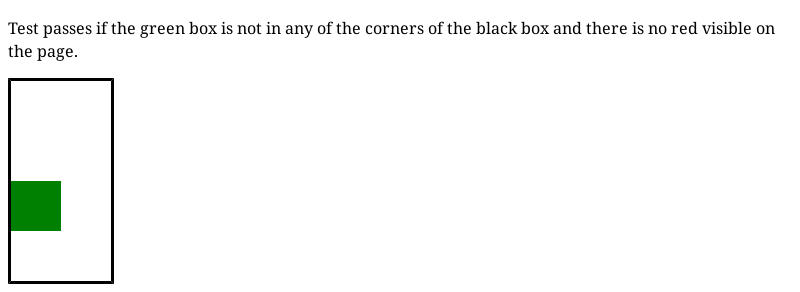 Test passes if the green box is not in any of the corners of the black box and there is no red visible on
the page.